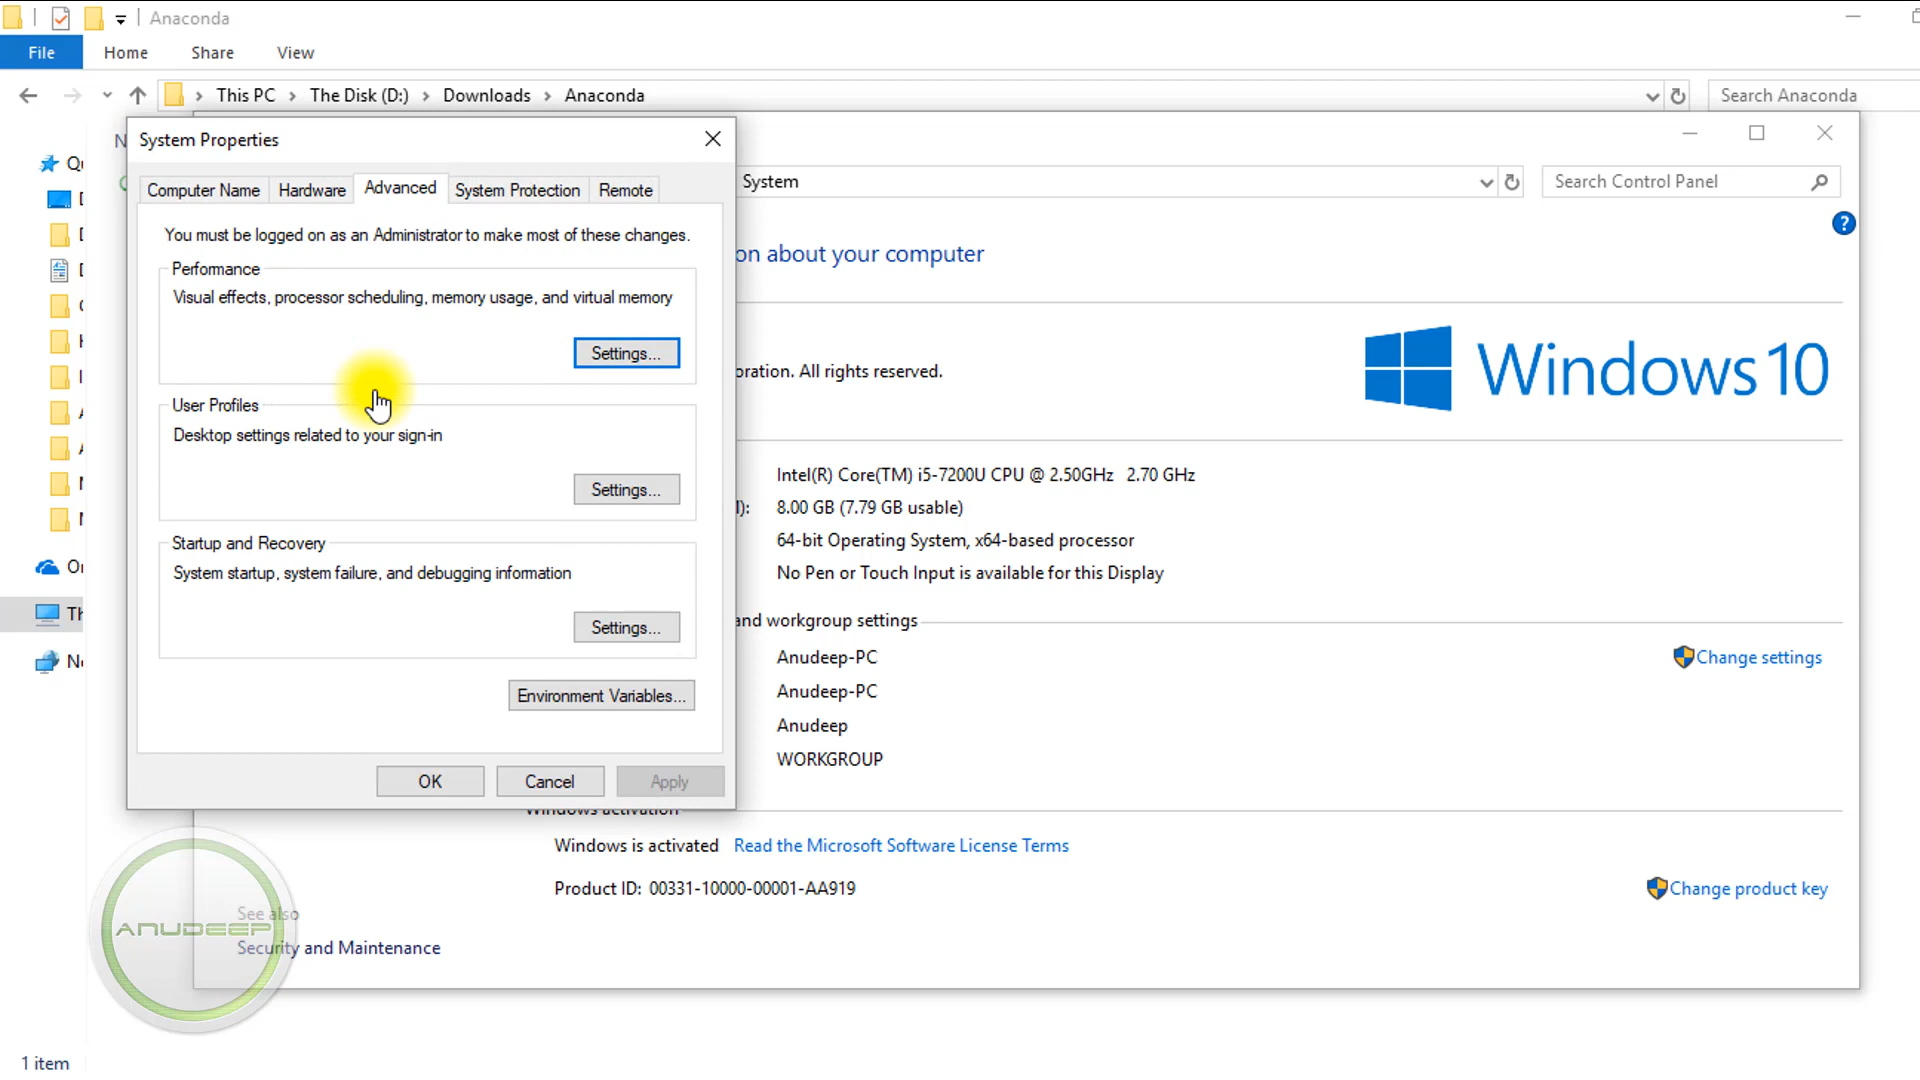 Anaconda
File Home Share View
This PC > The Disk (D:) > Downloads > Anaconda
Search Anaconda
System Properties
Computer Name Hardware Advanced System Protection Remote
You must be logged on as an Administrator to make most of these changes.
Performance
Visual effects, processor scheduling, memory usage, and virtual memory
Settings...
User Profiles
Desktop settings related to your sign-in
Settings...
Startup and Recovery
System startup, system failure, and debugging information
Settings...
Environment Variables...
OK Cancel Apply
System
Search Control Panel
on about your computer
oration. All rights reserved.
Windows 10
Intel(R) Core(TM) i5-7200U CPU @ 2.50GHz 2.70 GHz
8.00 GB (7.79 GB usable)
64-bit Operating System, x64-based processor
No Pen or Touch Input is available for this Display
and workgroup settings
Anudeep-PC
Change settings
Anudeep-PC
Anudeep
WORKGROUP
Windows activation
Windows is activated Read the Microsoft Software License Terms
Product ID: 00331-10000-00001-AA919
Change product key
See also
ANUDEEP
Security and Maintenance
1 item